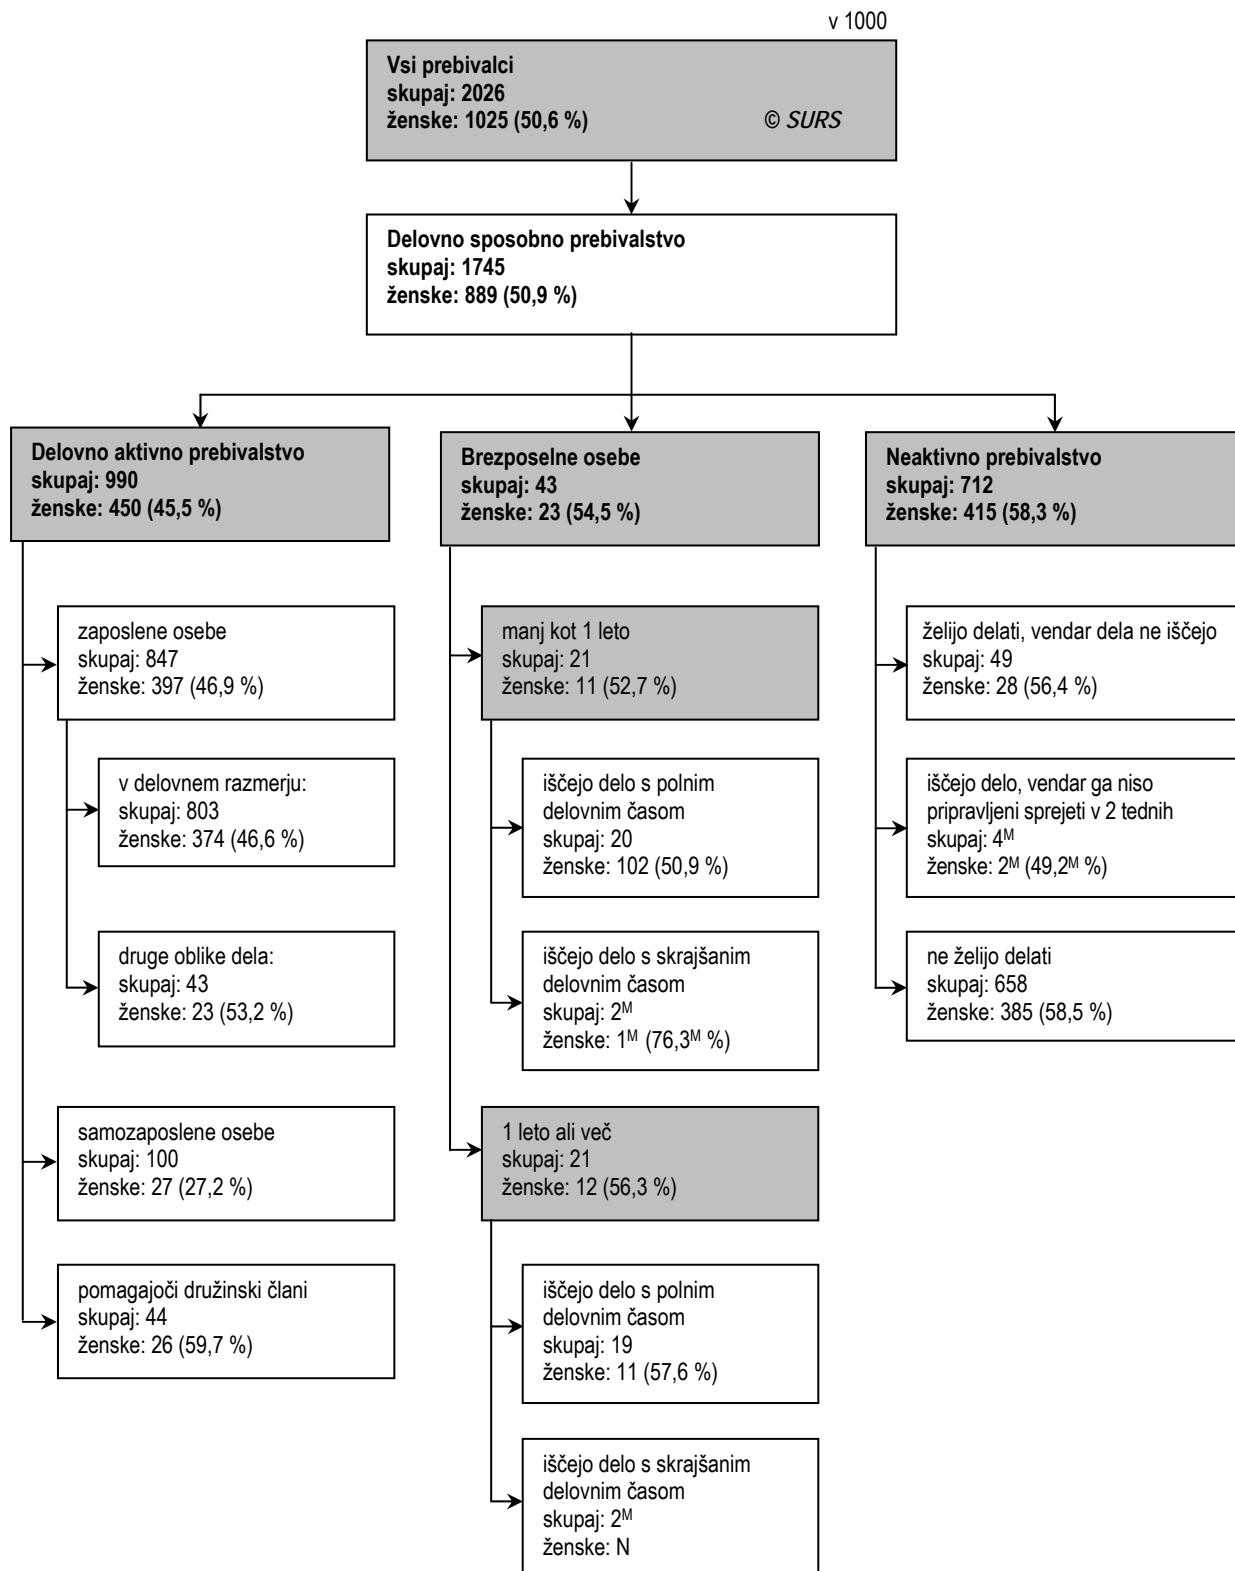 v 1000
Vsi prebivalci
skupaj: 2026
ženske: 1025 (50,6 %) © SURS
Delovno sposobno prebivalstvo
skupaj: 1745
ženske: 889 (50,9 %)
Delovno aktivno prebivalstvo
skupaj: 990
ženske: 450 (45,5 %)
zaposlene osebe
skupaj: 847
ženske: 397 (46,9 %)
v delovnem razmerju:
skupaj: 803
ženske: 374 (46,6 %)
druge oblike dela:
skupaj: 43
ženske: 23 (53,2 %)
samozaposlene osebe
skupaj: 100
ženske: 27 (27,2 %)
pomagajoči družinski člani
skupaj: 44
ženske: 26 (59,7 %)
Brezposelne osebe
skupaj: 43
ženske: 23 (54,5 %)
manj kot 1 leto
skupaj: 21
ženske: 11 (52,7 %)
iščejo delo s polnim
delovnim časom
skupaj: 20
ženske: 102 (50,9 %)
iščejo delo s skrajšanim
delovnim časom
skupaj: 2ᴹ
ženske: 1ᴹ (76,3ᴹ %)
1 leto ali več
skupaj: 21
ženske: 12 (56,3 %)
iščejo delo s polnim
delovnim časom
skupaj: 19
ženske: 11 (57,6 %)
iščejo delo s skrajšanim
delovnim časom
skupaj: 2ᴹ
ženske: N
Neaktivno prebivalstvo
skupaj: 712
ženske: 415 (58,3 %)
želijo delati, vendar dela ne iščejo
skupaj: 49
ženske: 28 (56,4 %)
iščejo delo, vendar ga niso
pripravljeni sprejeti v 2 tednih
skupaj: 4ᴹ
ženske: 2ᴹ (49,2ᴹ %)
ne želijo delati
skupaj: 658
ženske: 385 (58,5 %)